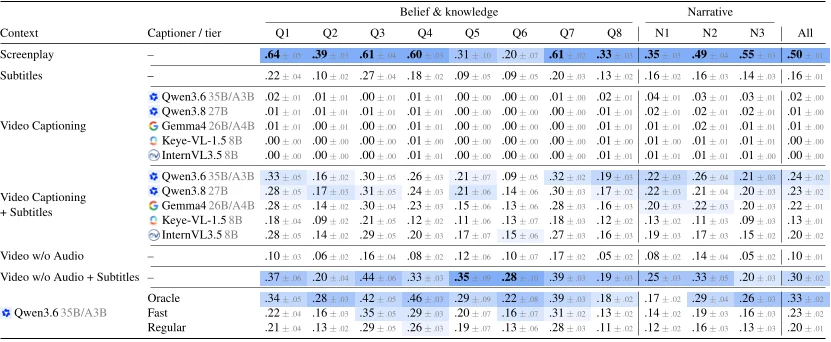 Belief & knowledge Narrative
Context Captioner / tier Q1 Q2 Q3 Q4 Q5 Q6 Q7 Q8 N1 N2 N3 All
Screenplay – .64 ± .05 .39 ± .03 .61 ± .04 .60 ± .03 .31 ± .10 .20 ± .07 .61 ± .02 .33 ± .03 .35 ± .03 .49 ± .04 .55 ± .03 .50 ± .01
Subtitles – .22 ± .04 .10 ± .02 .27 ± .04 .18 ± .02 .09 ± .05 .09 ± .05 .20 ± .03 .13 ± .02 .16 ± .02 .16 ± .03 .14 ± .03 .16 ± .01
Qwen3.6 35B/A3B .02 ± .01 .01 ± .01 .00 ± .01 .01 ± .01 .00 ± .00 .00 ± .00 .01 ± .00 .02 ± .01 .04 ± .01 .03 ± .01 .03 ± .01 .02 ± .00
Qwen3.8 27B .01 ± .01 .01 ± .01 .01 ± .01 .01 ± .01 .00 ± .00 .00 ± .00 .00 ± .00 .01 ± .01 .02 ± .01 .02 ± .01 .02 ± .01 .01 ± .00
Video Captioning Gemma4 26B/A4B .01 ± .01 .00 ± .01 .00 ± .01 .01 ± .01 .00 ± .00 .00 ± .00 .00 ± .00 .01 ± .01 .01 ± .01 .02 ± .01 .01 ± .01 .01 ± .00
Keye-VL-1.5 8B .00 ± .00 .00 ± .00 .00 ± .00 .01 ± .01 .00 ± .00 .00 ± .00 .00 ± .00 .01 ± .01 .01 ± .00 .01 ± .01 .01 ± .00 .00 ± .00
InternVL3.5 8B .00 ± .00 .00 ± .00 .00 ± .00 .01 ± .01 .00 ± .00 .00 ± .00 .00 ± .00 .01 ± .01 .01 ± .01 .01 ± .01 .01 ± .01 .00 ± .00
Qwen3.6 35B/A3B .33 ± .05 .16 ± .02 .30 ± .05 .26 ± .03 .21 ± .07 .09 ± .05 .32 ± .02 .19 ± .03 .22 ± .03 .26 ± .04 .21 ± .03 .24 ± .02
Qwen3.8 27B .28 ± .05 .17 ± .03 .31 ± .05 .24 ± .03 .21 ± .06 .14 ± .06 .30 ± .03 .17 ± .02 .22 ± .03 .21 ± .04 .20 ± .03 .23 ± .02
Video Captioning + Subtitles Gemma4 26B/A4B .28 ± .05 .14 ± .02 .30 ± .04 .23 ± .03 .15 ± .06 .13 ± .06 .28 ± .03 .16 ± .03 .20 ± .03 .22 ± .03 .20 ± .03 .22 ± .01
Keye-VL-1.5 8B .18 ± .04 .09 ± .02 .21 ± .05 .12 ± .02 .11 ± .06 .13 ± .07 .18 ± .03 .12 ± .02 .13 ± .02 .11 ± .03 .09 ± .03 .13 ± .01
InternVL3.5 8B .28 ± .05 .14 ± .02 .29 ± .05 .20 ± .03 .17 ± .07 .15 ± .06 .27 ± .03 .16 ± .03 .19 ± .03 .17 ± .03 .15 ± .02 .20 ± .02
Video w/o Audio – .10 ± .03 .06 ± .02 .16 ± .04 .08 ± .02 .12 ± .06 .10 ± .07 .17 ± .02 .05 ± .02 .08 ± .02 .14 ± .04 .05 ± .02 .10 ± .01
Video w/o Audio + Subtitles – .37 ± .06 .20 ± .04 .44 ± .06 .33 ± .03 .35 ± .09 .28 ± .10 .39 ± .03 .19 ± .03 .25 ± .03 .33 ± .05 .20 ± .03 .30 ± .02
Oracle .34 ± .05 .28 ± .03 .42 ± .05 .46 ± .03 .29 ± .09 .22 ± .08 .39 ± .03 .18 ± .02 .17 ± .02 .29 ± .04 .26 ± .03 .33 ± .02
Qwen3.6 35B/A3B Fast .22 ± .04 .16 ± .03 .35 ± .05 .29 ± .03 .20 ± .07 .16 ± .07 .31 ± .02 .13 ± .02 .14 ± .02 .19 ± .03 .16 ± .03 .23 ± .02
Regular .21 ± .04 .13 ± .02 .29 ± .05 .26 ± .03 .19 ± .07 .13 ± .06 .28 ± .03 .11 ± .02 .12 ± .02 .16 ± .03 .13 ± .03 .20 ± .01